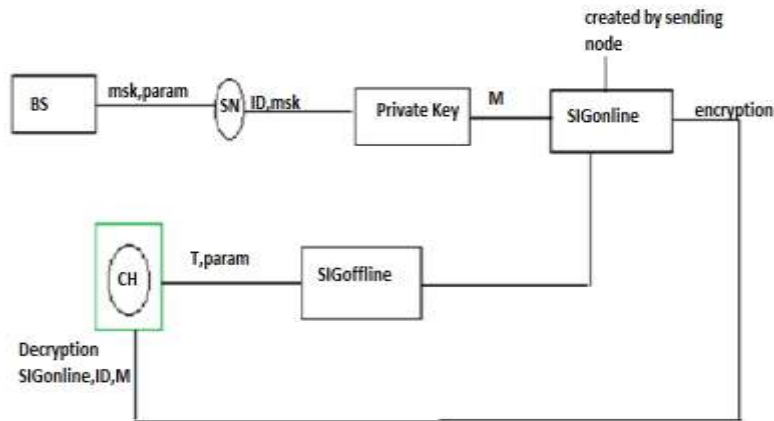 created by sending
node
BS
msk,param
SN
ID,msk
Private Key
M
SIGonline
encryption
CH
T,param
SIGoffline
Decryption
SIGonline,ID,M